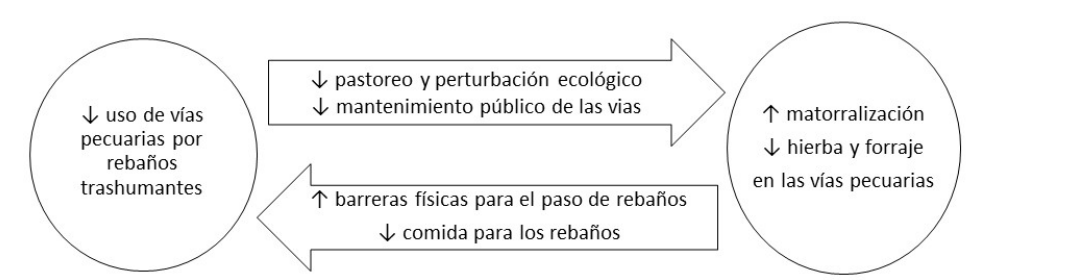 ↓ uso de vías
pecuarias por
rebaños
trashumantes
↓ pastoreo y perturbación ecológico
↓ mantenimiento público de las vias
↑ matorralización
↓ hierba y forraje
en las vías pecuarias
↑ barreras físicas para el paso de rebaños
↓ comida para los rebaños